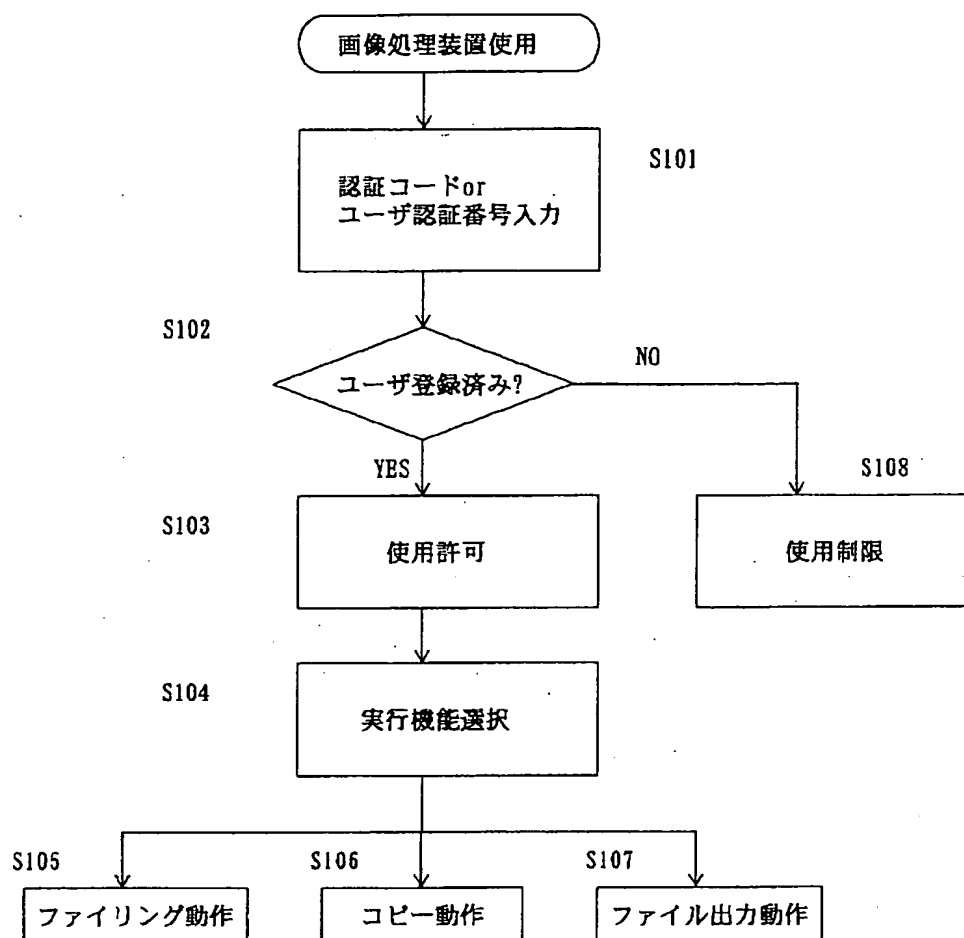 画像処理装置使用
S101
認証コードor
ユーザ認証番号入力
S102
ユーザ登録済み?
NO
YES
S108
S103
使用許可
使用制限
S104
実行機能選択
S105
S106
S107
ファイリング動作
コピー動作
ファイル出力動作